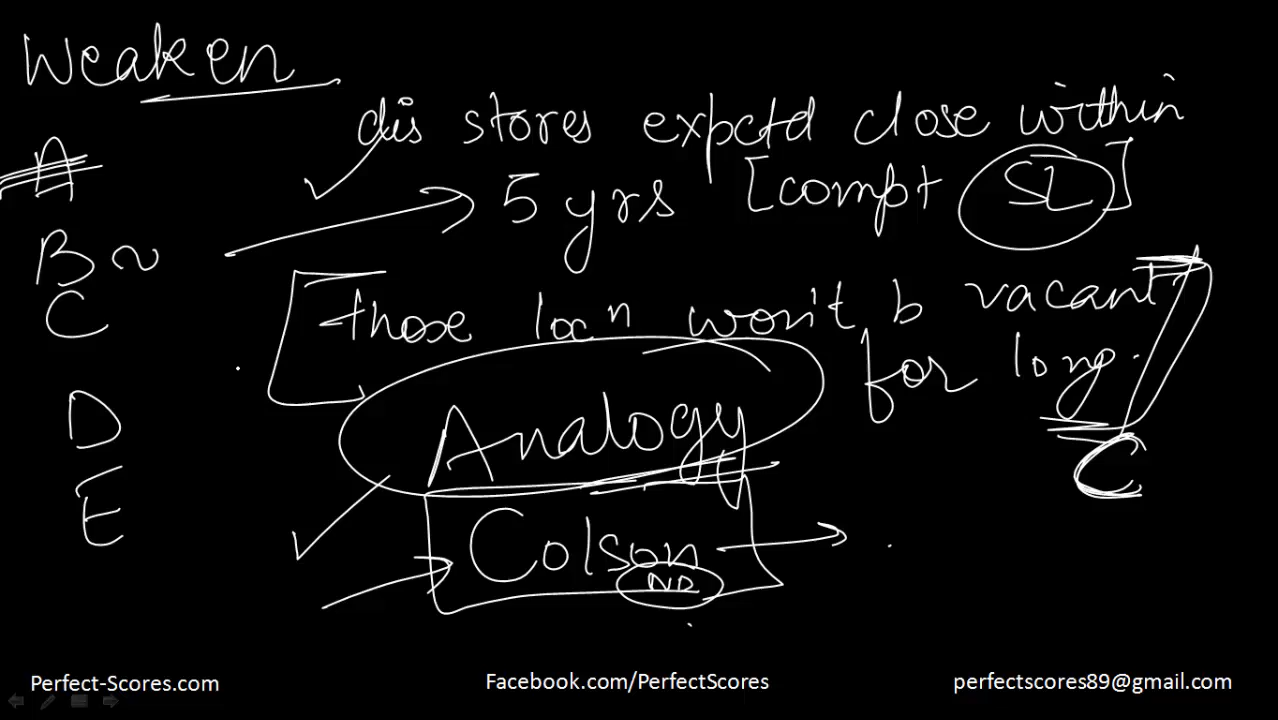 Weaken
dis stores expctd close within
A
5 yrs [compt SL]
B
C
those locn won't b vacant
for long.
D
Analogy
C
E
Colson
ND
Perfect-Scores.com
Facebook.com/PerfectScores
perfectscores89@gmail.com